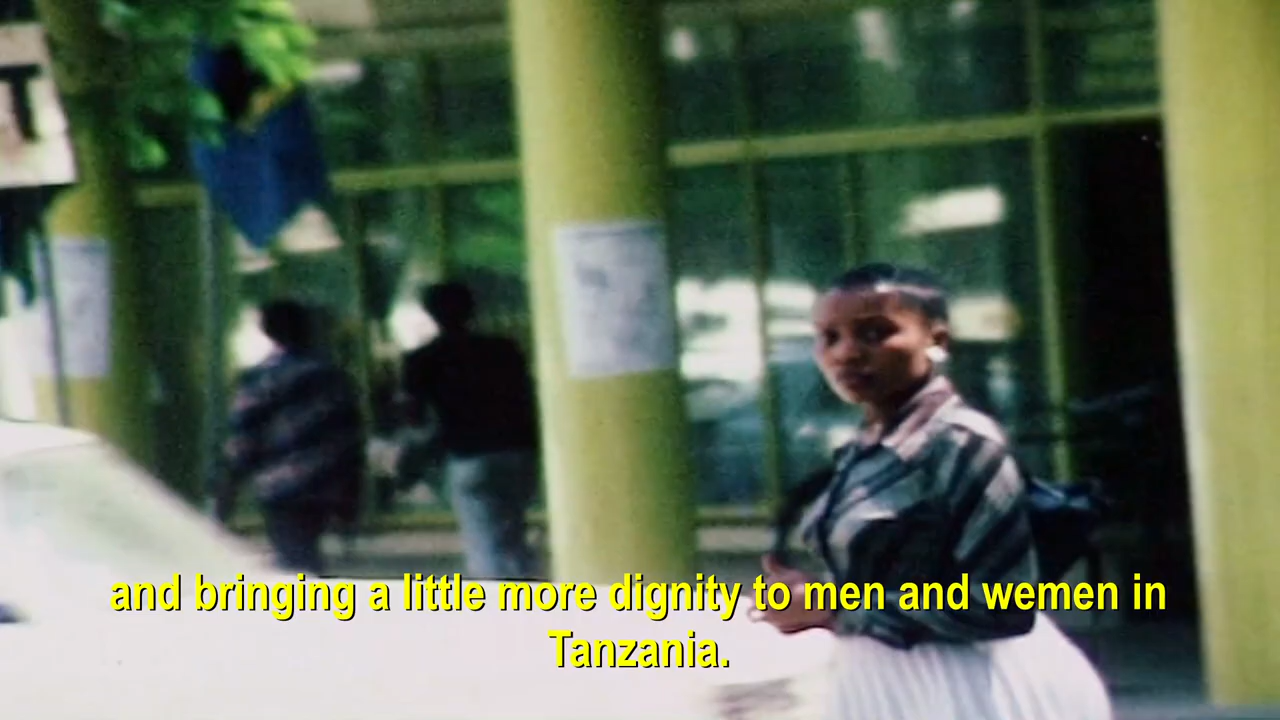 T
and bringing a little more dignity to men and wemen in
Tanzania.